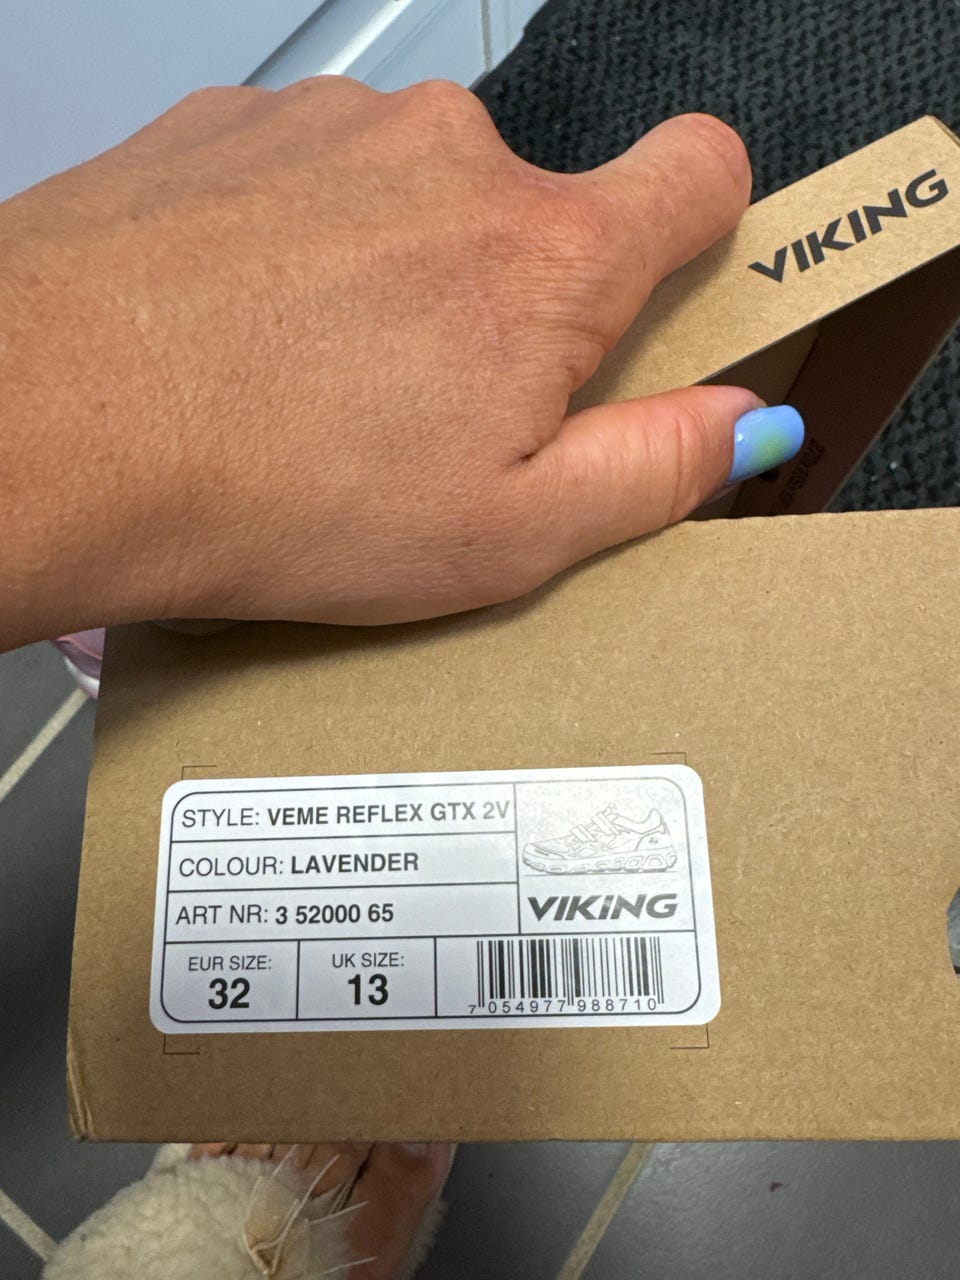 VIKING
STYLE: VEME REFLEX GTX 2V
COLOUR: LAVENDER
ART NR: 3 52000 65
VIKING
EUR SIZE:
32
UK SIZE:
13
7 054977 988710